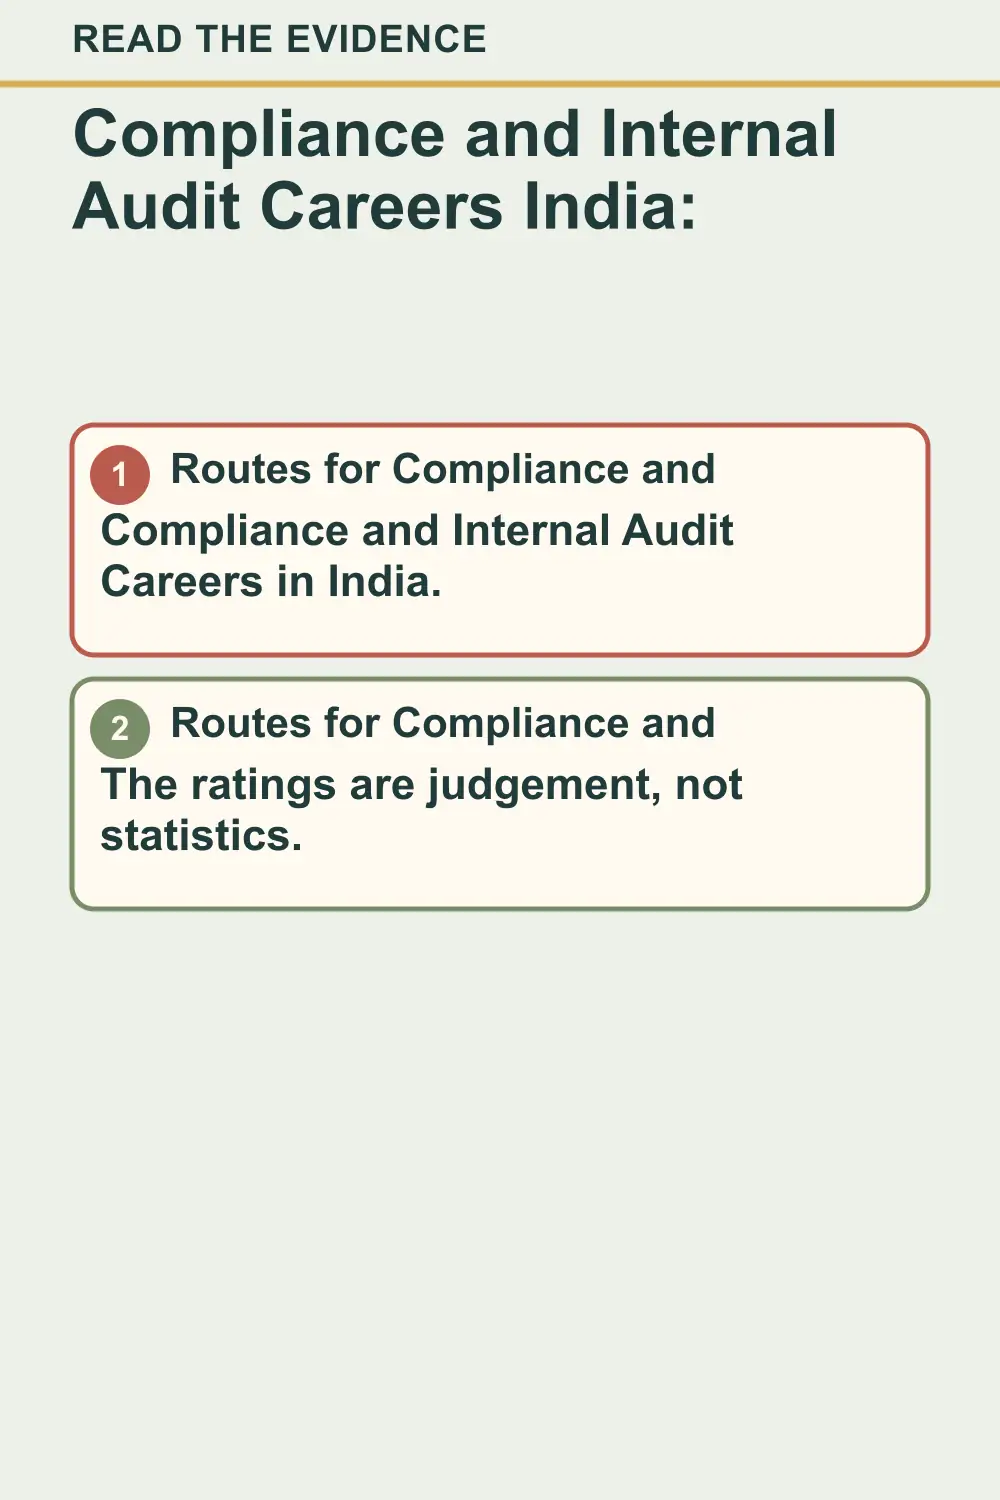 READ THE EVIDENCE
Compliance and Internal
Audit Careers India:
1 Routes for Compliance and
Compliance and Internal Audit
Careers in India.
2 Routes for Compliance and
The ratings are judgement, not
statistics.